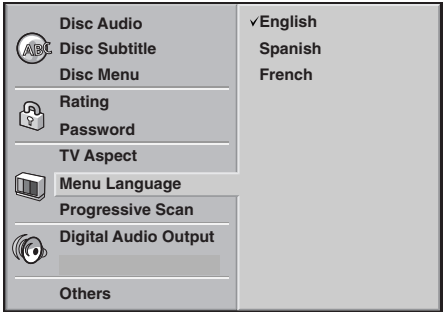 Disc Audio
ABC Disc Subtitle
Disc Menu
Rating
Password
TV Aspect
Menu Language
Progressive Scan
Digital Audio Output
Others
✓English
Spanish
French